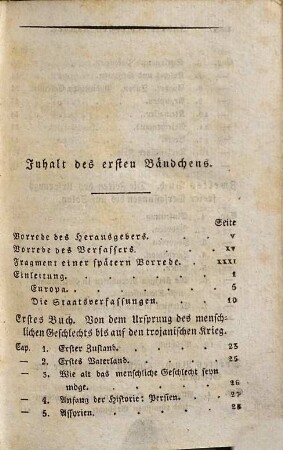 Inhalt des ersten Bändchens.
Seite
Vorrede des Herausgebers. V
Vorrede des Verfassers. XV
Fragment einer spätern Vorrede. XXXI
Einleitung. 1
Europa. 5
Die Staatsverfassungen. 10
Erstes Buch. Von dem Ursprung des mensch-
lichen Geschlechts bis auf den trojanischen Krieg.
Cap. 1. Erster Zustand. 23
— 2. Erstes Vaterland. 25
— 3. Wie alt das menschliche Geschlecht seyn
möge. 26
— 4. Anfang der Historie: Persien. 27
— 5. Assyrien. 28